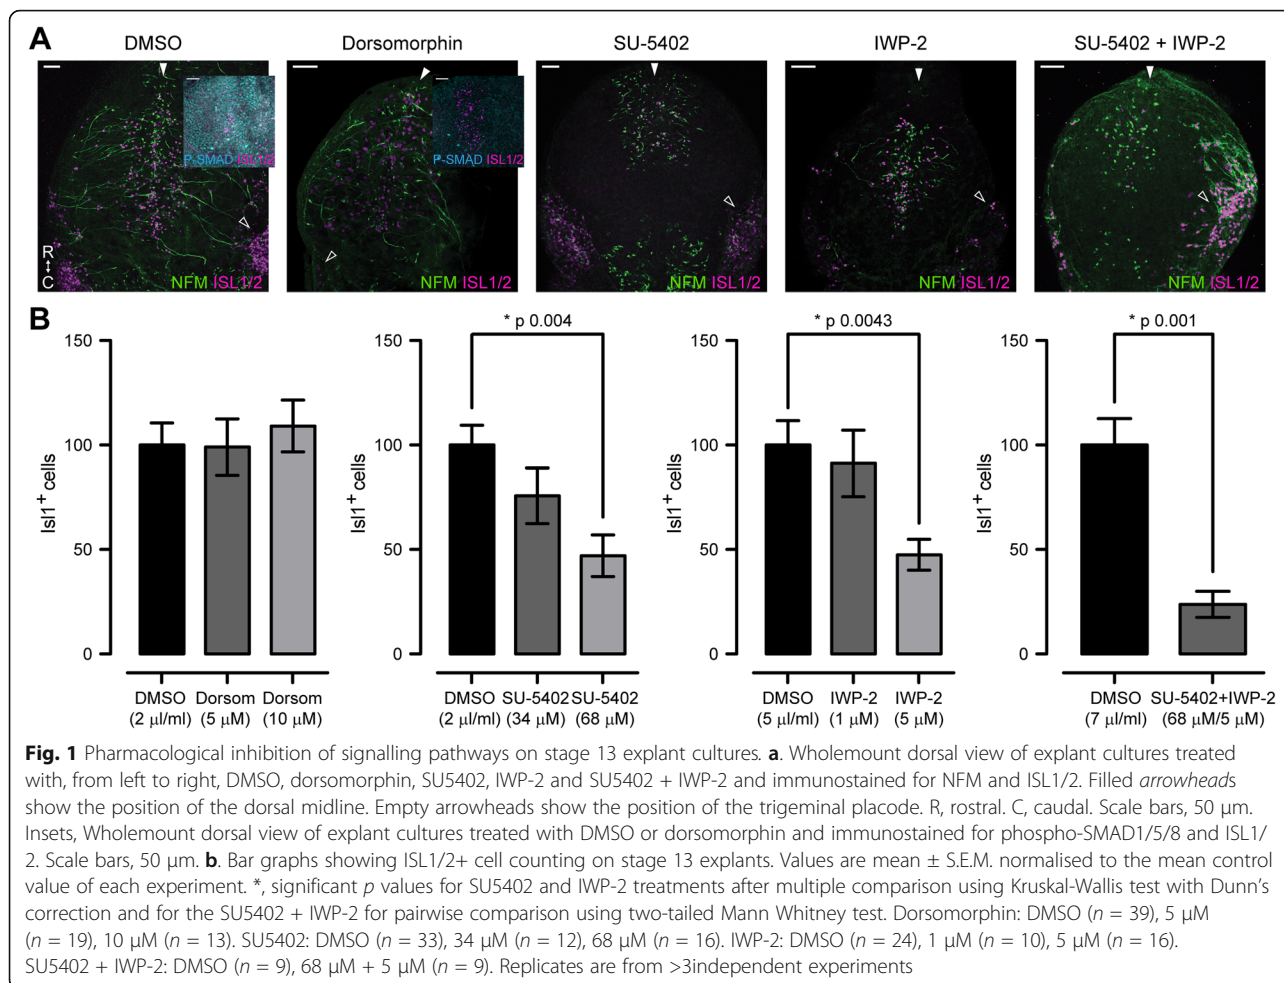 A
DMSO
Dorsomorphin
SU-5402
IWP-2
SU-5402 + IWP-2
P-SMAD ISL1/2
P-SMAD ISL1/2
R
C
NFM ISL1/2
NFM ISL1/2
NFM ISL1/2
NFM ISL1/2
NFM ISL1/2
B
* p 0.004
* p 0.0043
* p 0.001
150
100
50
0
Isl1+ cells
DMSO (2 µl/ml)
Dorsom (5 µM)
Dorsom (10 µM)
150
100
50
0
Isl1+ cells
DMSO (2 µl/ml)
SU-5402 (34 µM)
SU-5402 (68 µM)
150
100
50
0
Isl1+ cells
DMSO (5 µl/ml)
IWP-2 (1 µM)
IWP-2 (5 µM)
150
100
50
0
Isl1+ cells
DMSO (7 µl/ml)
SU-5402+IWP-2 (68 µM/5 µM)
Fig. 1 Pharmacological inhibition of signalling pathways on stage 13 explant cultures. a. Wholemount dorsal view of explant cultures treated
with, from left to right, DMSO, dorsomorphin, SU5402, IWP-2 and SU5402 + IWP-2 and immunostained for NFM and ISL1/2. Filled arrowheads
show the position of the dorsal midline. Empty arrowheads show the position of the trigeminal placode. R, rostral. C, caudal. Scale bars, 50 µm.
Insets, Wholemount dorsal view of explant cultures treated with DMSO or dorsomorphin and immunostained for phospho-SMAD1/5/8 and ISL1/
2. Scale bars, 50 µm. b. Bar graphs showing ISL1/2+ cell counting on stage 13 explants. Values are mean ± S.E.M. normalised to the mean control
value of each experiment. *, significant p values for SU5402 and IWP-2 treatments after multiple comparison using Kruskal-Wallis test with Dunn's
correction and for the SU5402 + IWP-2 for pairwise comparison using two-tailed Mann Whitney test. Dorsomorphin: DMSO (n = 39), 5 µM
(n = 19), 10 µM (n = 13). SU5402: DMSO (n = 33), 34 µM (n = 12), 68 µM (n = 16). IWP-2: DMSO (n = 24), 1 µM (n = 10), 5 µM (n = 16).
SU5402 + IWP-2: DMSO (n = 9), 68 µM + 5 µM (n = 9). Replicates are from >3independent experiments